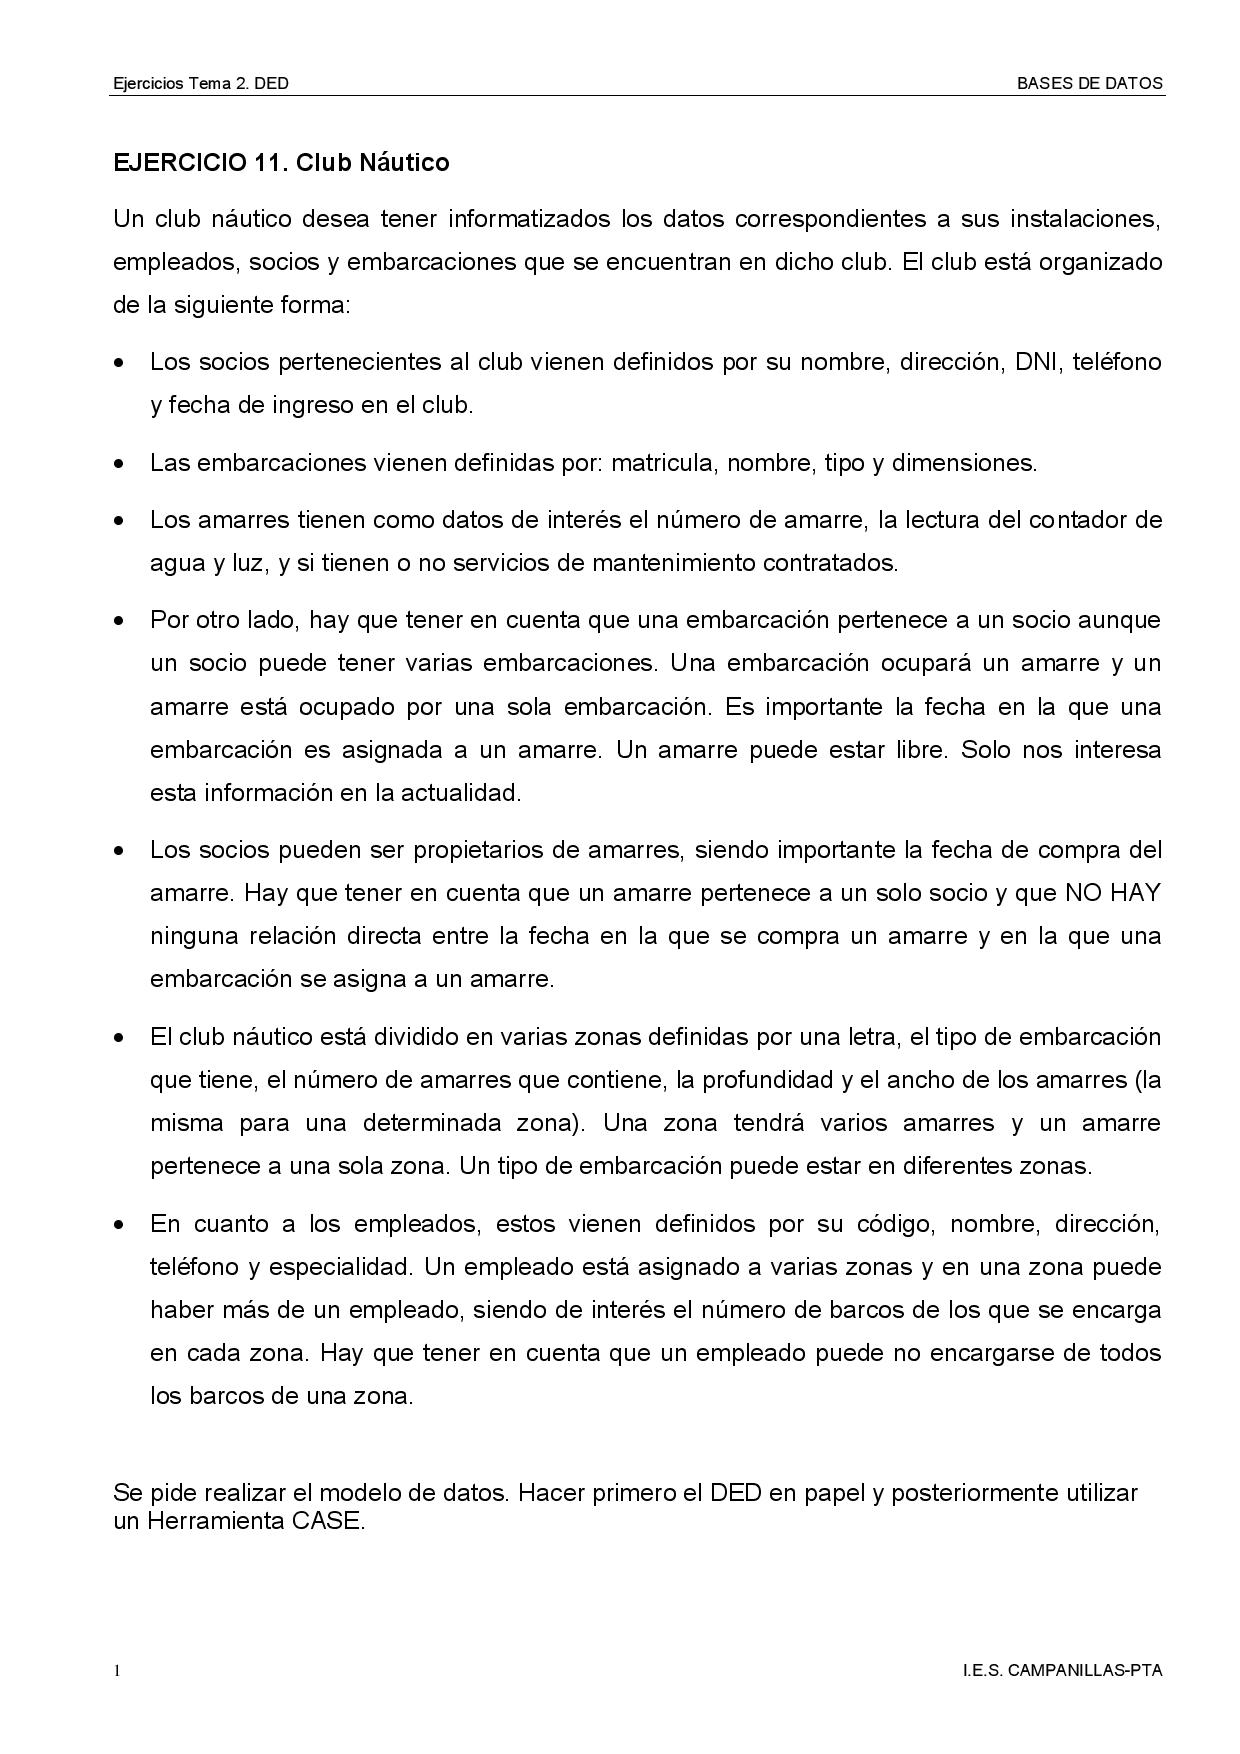 Ejercicios Tema 2. DED BASES DE DATOS
EJERCICIO 11. Club Náutico
Un club náutico desea tener informatizados los datos correspondientes a sus instalaciones,
empleados, socios y embarcaciones que se encuentran en dicho club. El club está organizado
de la siguiente forma:
• Los socios pertenecientes al club vienen definidos por su nombre, dirección, DNI, teléfono
y fecha de ingreso en el club.
• Las embarcaciones vienen definidas por: matricula, nombre, tipo y dimensiones.
• Los amarres tienen como datos de interés el número de amarre, la lectura del contador de
agua y luz, y si tienen o no servicios de mantenimiento contratados.
• Por otro lado, hay que tener en cuenta que una embarcación pertenece a un socio aunque
un socio puede tener varias embarcaciones. Una embarcación ocupará un amarre y un
amarre está ocupado por una sola embarcación. Es importante la fecha en la que una
embarcación es asignada a un amarre. Un amarre puede estar libre. Solo nos interesa
esta información en la actualidad.
• Los socios pueden ser propietarios de amarres, siendo importante la fecha de compra del
amarre. Hay que tener en cuenta que un amarre pertenece a un solo socio y que NO HAY
ninguna relación directa entre la fecha en la que se compra un amarre y en la que una
embarcación se asigna a un amarre.
• El club náutico está dividido en varias zonas definidas por una letra, el tipo de embarcación
que tiene, el número de amarres que contiene, la profundidad y el ancho de los amarres (la
misma para una determinada zona). Una zona tendrá varios amarres y un amarre
pertenece a una sola zona. Un tipo de embarcación puede estar en diferentes zonas.
• En cuanto a los empleados, estos vienen definidos por su código, nombre, dirección,
teléfono y especialidad. Un empleado está asignado a varias zonas y en una zona puede
haber más de un empleado, siendo de interés el número de barcos de los que se encarga
en cada zona. Hay que tener en cuenta que un empleado puede no encargarse de todos
los barcos de una zona.
Se pide realizar el modelo de datos. Hacer primero el DED en papel y posteriormente utilizar
un Herramienta CASE.
1 I.E.S. CAMPANILLAS-PTA